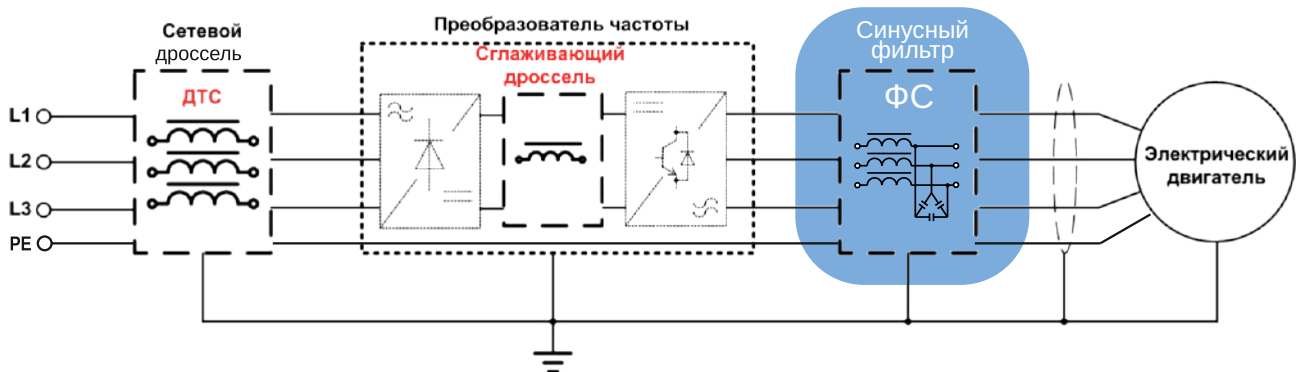 Сетевой
дроссель
ДТС
Преобразователь частоты
Сглаживающий
дроссель
Синусный
фильтр
ФС
L1
L2
L3
PE
Электрический
двигатель